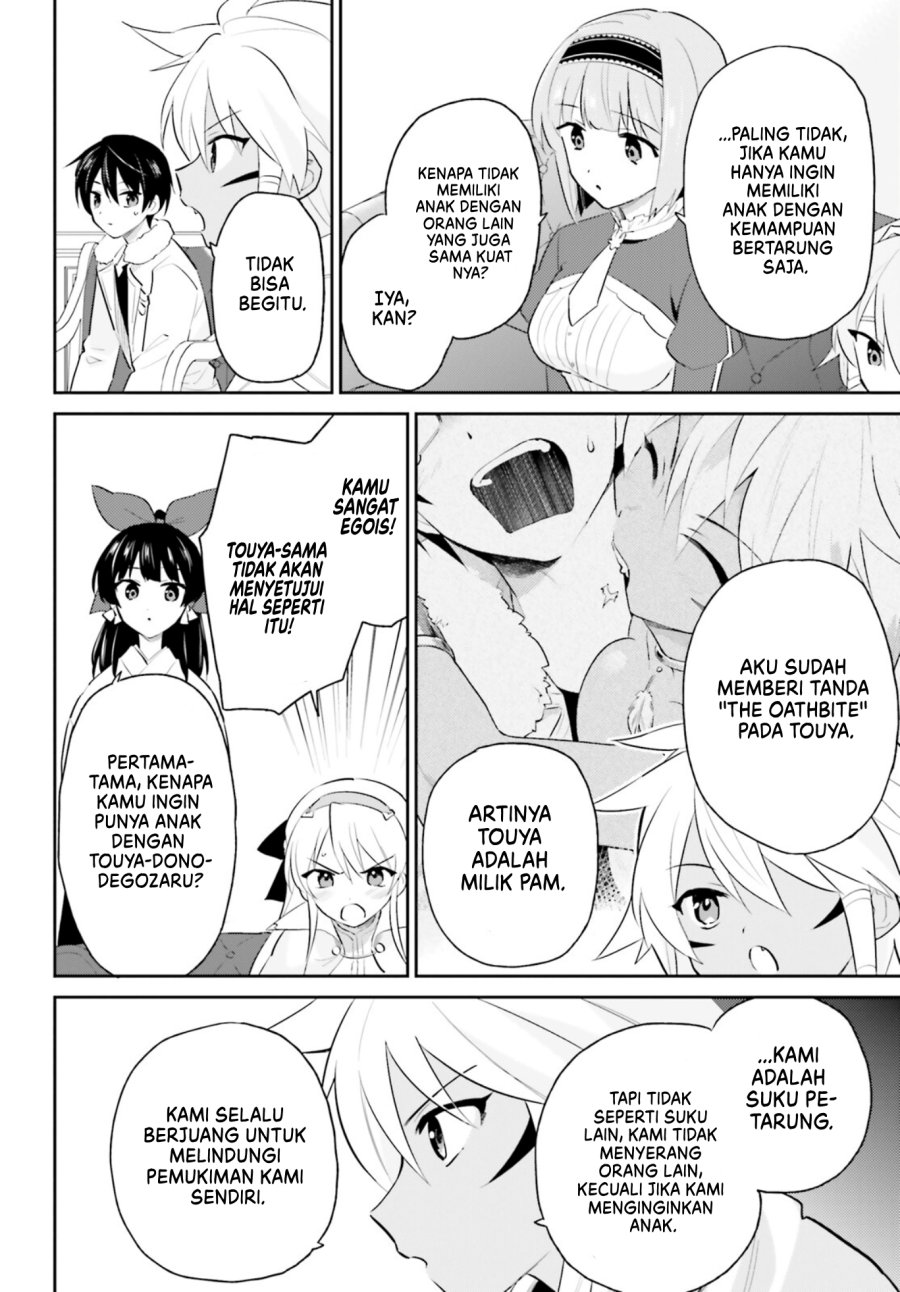 ...PALING TIDAK,
JIKA KAMU
HANYA INGIN
MEMILIKI
ANAK DENGAN
KEMAMPUAN
BERTARUNG
SAJA.
KENAPA TIDAK
MEMILIKI
ANAK DENGAN
ORANG LAIN
YANG JUGA
SAMA KUAT
NYA?
IYA,
KAN?
TIDAK
BISA
BEGITU.
AKU SUDAH
MEMBERI TANDA
"THE OATHBITE"
PADA TOUYA.
ARTINYA
TOUYA
ADALAH
MILIK PAM.
KAMU
SANGAT
EGOIS!
TOUYA-SAMA
TIDAK AKAN
MENYETUJUI
HAL SEPERTI
ITU!
PERTAMA-
TAMA, KENAPA
KAMU INGIN
PUNYA ANAK
DENGAN
TOUYA-DONO-
DEGOZARU?
...KAMI
ADALAH
SUKU PE-
TARUNG.
TAPI TIDAK
SEPERTI SUKU
LAIN, KAMI TIDAK
MENYERANG
ORANG LAIN,
KECUALI JIKA KAMI
MENGINGINKAN
ANAK.
KAMI SELALU
BERJUANG UNTUK
MELINDUNGI
PEMUKIMAN KAMI
SENDIRI.